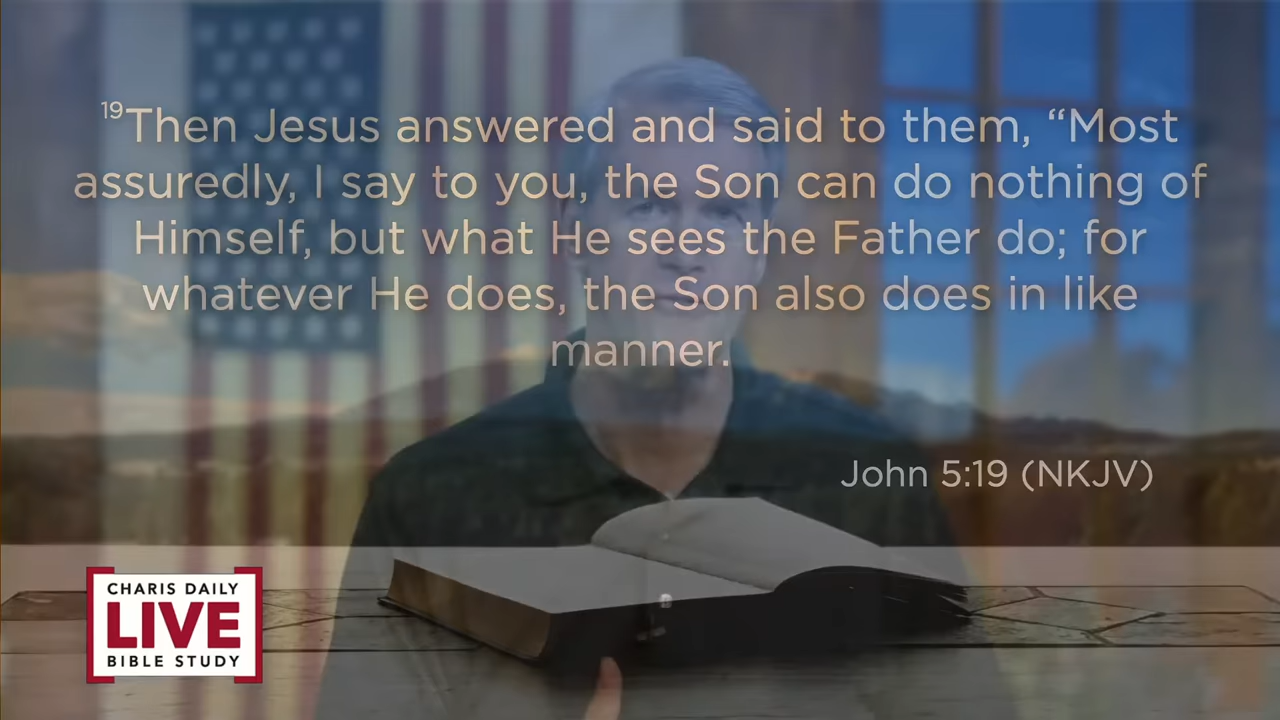 19Then Jesus answered and said to them, “Most
assuredly, I say to you, the Son can do nothing of
Himself, but what He sees the Father do; for
whatever He does, the Son also does in like
manner.
John 5:19 (NKJV)
CHARIS DAILY
LIVE
BIBLE STUDY